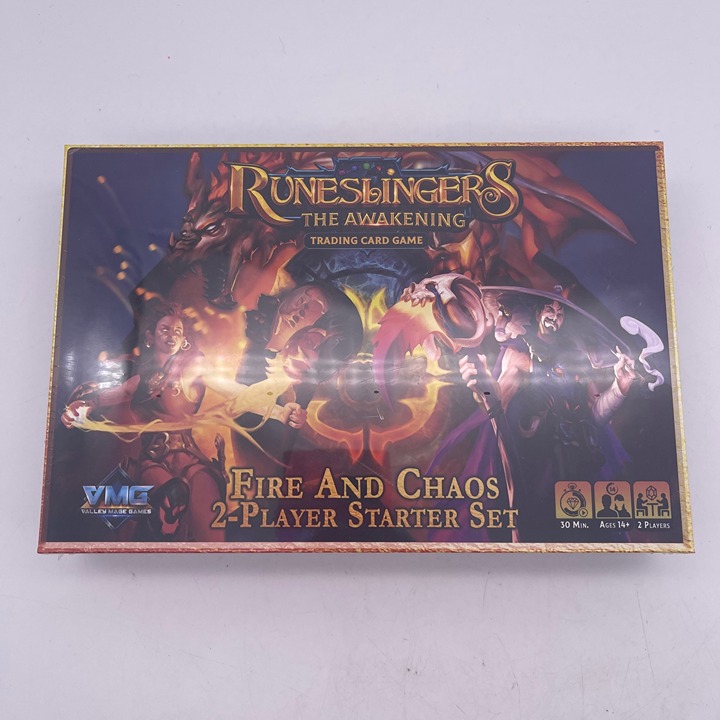 RUNESLINGERS
THE AWAKENING
TRADING CARD GAME
FIRE AND CHAOS
2-PLAYER STARTER SET
VMG
VALLEY MAGE GAMES
14
30 MIN. AGES 14+ 2 PLAYERS